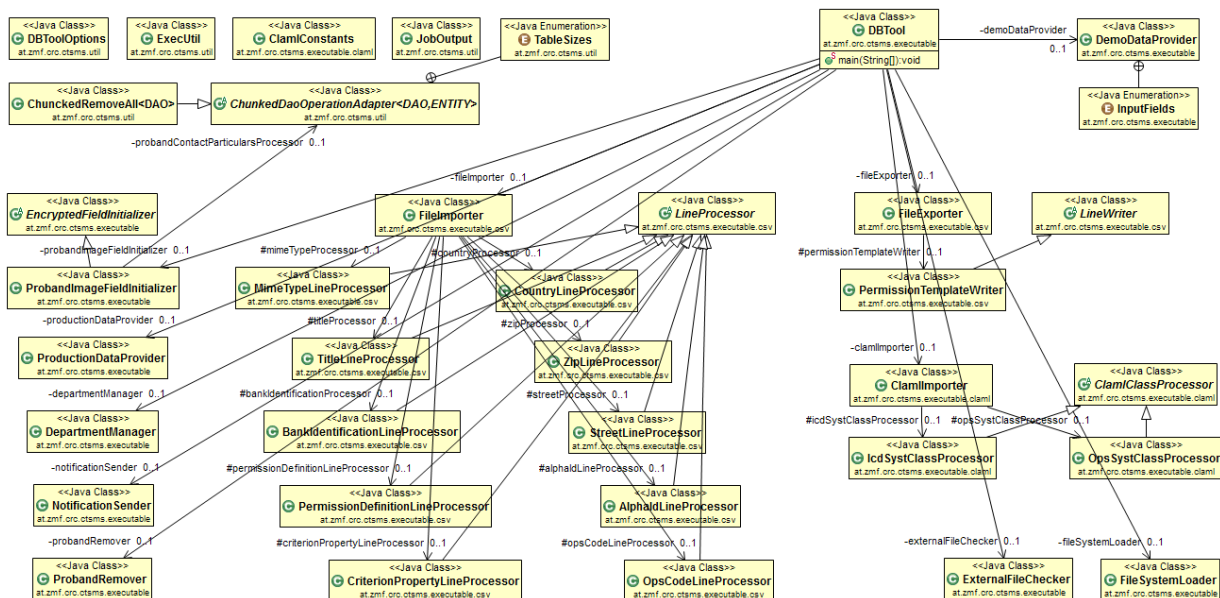 <<Java Class>>
DBToolOptions
at.zmf.crc.ctsms.util
<<Java Class>>
ExecUtil
at.zmf.crc.ctsms.util
<<Java Class>>
ClamlConstants
at.zmf.crc.ctsms.executable.claml
<<Java Class>>
JobOutput
at.zmf.crc.ctsms.util
<<Java Enumeration>>
TableSizes
at.zmf.crc.ctsms.util
<<Java Class>>
DBTool
at.zmf.crc.ctsms.executable
main(String[]):void
-demoDataProvider
0..1
<<Java Class>>
DemoDataProvider
at.zmf.crc.ctsms.executable
<<Java Enumeration>>
InputFields
at.zmf.crc.ctsms.executable
<<Java Class>>
ChunckedRemoveAll<DAO>
at.zmf.crc.ctsms.util
<<Java Class>>
ChunkedDaoOperationAdapter<DAO,ENTITY>
at.zmf.crc.ctsms.util
-probandContactParticularsProcessor 0..1
-fileImporter 0..1
-fileExporter 0..1
<<Java Class>>
EncryptedFieldInitializer
at.zmf.crc.ctsms.executable
<<Java Class>>
FileImporter
at.zmf.crc.ctsms.executable.csv
<<Java Class>>
LineProcessor
at.zmf.crc.ctsms.executable.csv
<<Java Class>>
FileExporter
at.zmf.crc.ctsms.executable.csv
<<Java Class>>
LineWriter
at.zmf.crc.ctsms.executable.csv
-probandImageFieldInitializer 0..1
#mimeTypeProcessor 0..1
#countryProcessor 0..1
#permissionTemplateWriter 0..1
<<Java Class>>
ProbandImageFieldInitializer
at.zmf.crc.ctsms.executable
<<Java Class>>
MimeTypeLineProcessor
at.zmf.crc.ctsms.executable.csv
<<Java Class>>
CountryLineProcessor
at.zmf.crc.ctsms.executable.csv
<<Java Class>>
PermissionTemplateWriter
at.zmf.crc.ctsms.executable.csv
-productionDataProvider 0..1
#titleProcessor 0..1
#zipProcessor 0..1
-clamlImporter 0..1
<<Java Class>>
ProductionDataProvider
at.zmf.crc.ctsms.executable
<<Java Class>>
TitleLineProcessor
at.zmf.crc.ctsms.executable.csv
<<Java Class>>
ZipLineProcessor
at.zmf.crc.ctsms.executable.csv
<<Java Class>>
ClamlImporter
at.zmf.crc.ctsms.executable.claml
<<Java Class>>
ClamlClassProcessor
at.zmf.crc.ctsms.executable.claml
-departmentManager 0..1
#bankIdentificationProcessor 0..1
#streetProcessor 0..1
#icdSystClassProcessor 0..1
#opsSystClassProcessor 0..1
<<Java Class>>
DepartmentManager
at.zmf.crc.ctsms.executable
<<Java Class>>
BankIdentificationLineProcessor
at.zmf.crc.ctsms.executable.csv
<<Java Class>>
StreetLineProcessor
at.zmf.crc.ctsms.executable.csv
<<Java Class>>
IcdSystClassProcessor
at.zmf.crc.ctsms.executable.claml
<<Java Class>>
OpsSystClassProcessor
at.zmf.crc.ctsms.executable.claml
-notificationSender 0..1
#permissionDefinitionLineProcessor 0..1
#alphaIdLineProcessor 0..1
<<Java Class>>
NotificationSender
at.zmf.crc.ctsms.executable
<<Java Class>>
PermissionDefinitionLineProcessor
at.zmf.crc.ctsms.executable.csv
<<Java Class>>
AlphaIdLineProcessor
at.zmf.crc.ctsms.executable.csv
-probandRemover 0..1
#criterionPropertyLineProcessor 0..1
#opsCodeLineProcessor 0..1
-externalFileChecker 0..1
-fileSystemLoader 0..1
<<Java Class>>
ProbandRemover
at.zmf.crc.ctsms.executable
<<Java Class>>
CriterionPropertyLineProcessor
at.zmf.crc.ctsms.executable.csv
<<Java Class>>
OpsCodeLineProcessor
at.zmf.crc.ctsms.executable.csv
<<Java Class>>
ExternalFileChecker
at.zmf.crc.ctsms.executable
<<Java Class>>
FileSystemLoader
at.zmf.crc.ctsms.executable